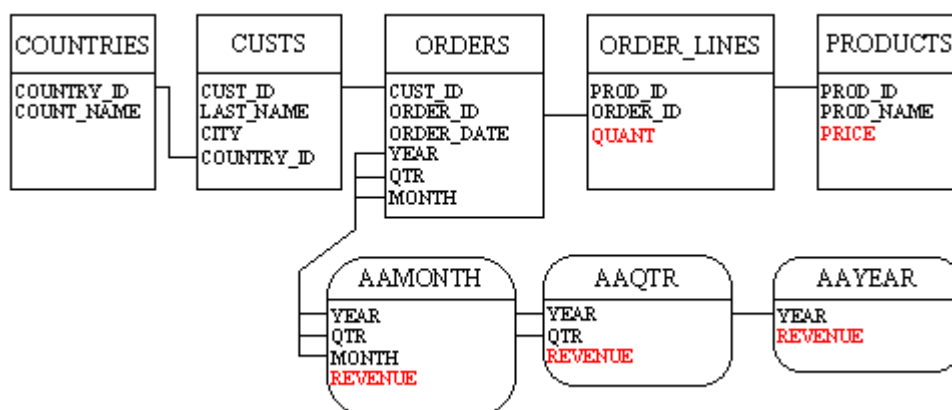 COUNTRIES
COUNTRY_ID
COUNT_NAME
CUSTS
CUST_ID
LAST_NAME
CITY
COUNTRY_ID
ORDERS
CUST_ID
ORDER_ID
ORDER_DATE
YEAR
QTR
MONTH
ORDER_LINES
PROD_ID
ORDER_ID
QUANT
PRODUCTS
PROD_ID
PROD_NAME
PRICE
AAMONTH
YEAR
QTR
MONTH
REVENUE
AAQTR
YEAR
QTR
REVENUE
AAYEAR
YEAR
REVENUE